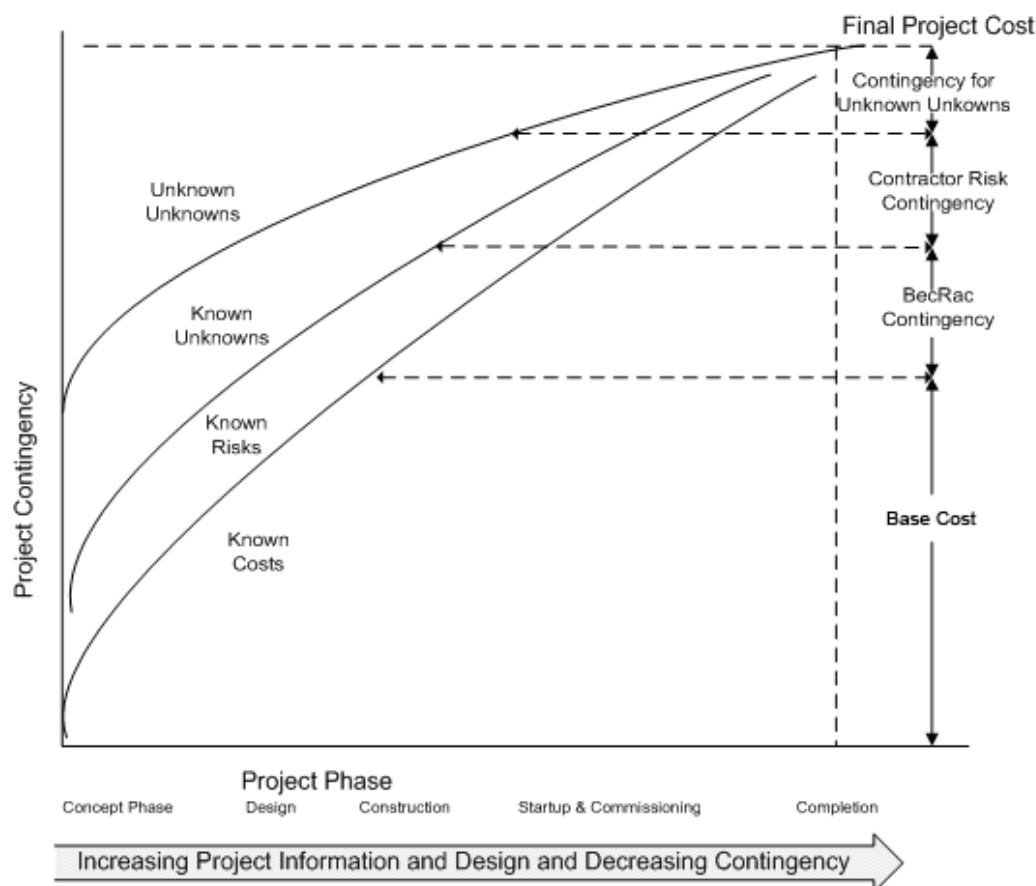 Final Project Cost
Contingency for
Unknown Unkowns
Contractor Risk
Contingency
BecRac
Contingency
Base Cost
Unknown
Unknowns
Known
Unknowns
Known
Risks
Known
Costs
Project Contingency
Project Phase
Concept Phase
Design
Construction
Startup & Commissioning
Completion
Increasing Project Information and Design and Decreasing Contingency